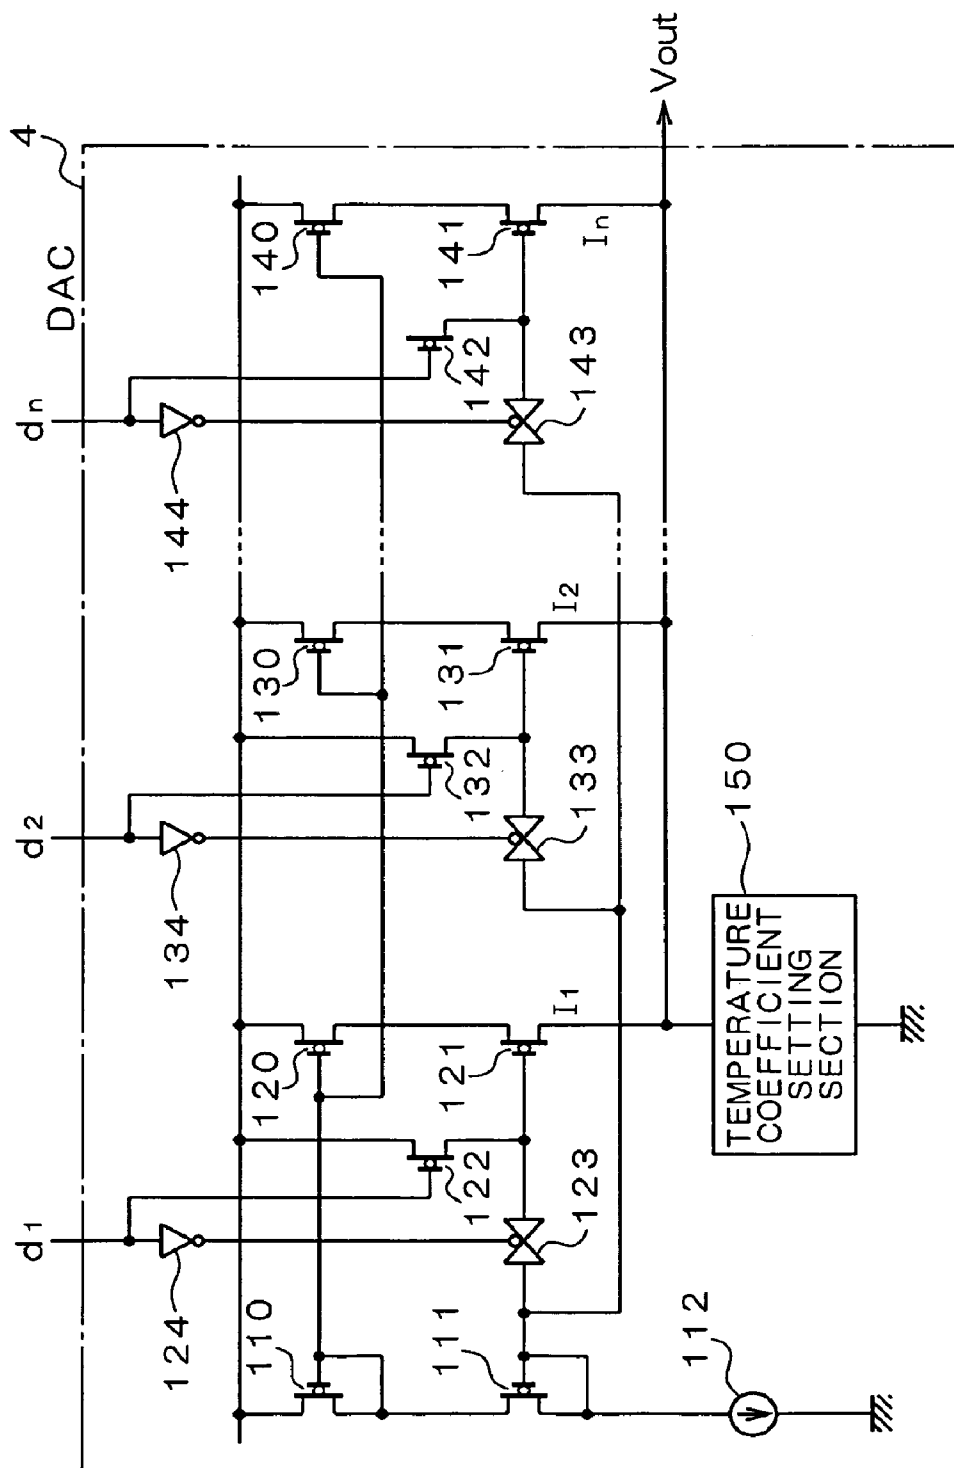 4
DAC
d1
d2
dn
124
134
144
110
120
130
140
122
132
142
111
121
131
141
123
133
143
I1
I2
In
Vout
112
150
TEMPERATURE
COEFFICIENT
SETTING
SECTION